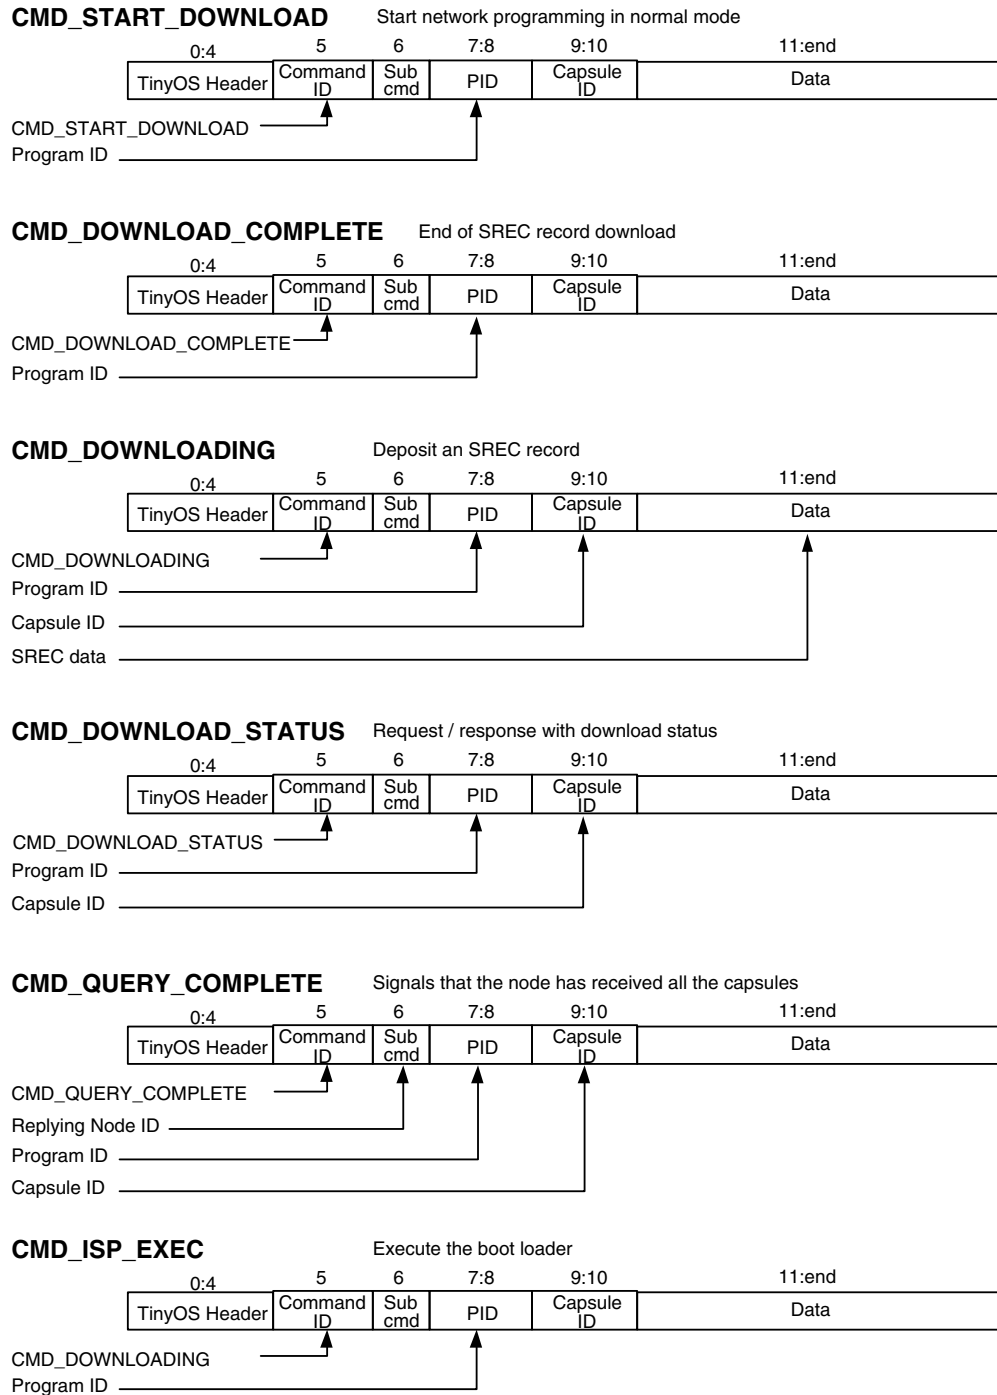 CMD_START_DOWNLOAD Start network programming in normal mode
0:4 5 6 7:8 9:10 11:end
TinyOS Header Command ID Sub cmd PID Capsule ID Data
CMD_START_DOWNLOAD
Program ID
CMD_DOWNLOAD_COMPLETE End of SREC record download
0:4 5 6 7:8 9:10 11:end
TinyOS Header Command ID Sub cmd PID Capsule ID Data
CMD_DOWNLOAD_COMPLETE
Program ID
CMD_DOWNLOADING Deposit an SREC record
0:4 5 6 7:8 9:10 11:end
TinyOS Header Command ID Sub cmd PID Capsule ID Data
CMD_DOWNLOADING
Program ID
Capsule ID
SREC data
CMD_DOWNLOAD_STATUS Request / response with download status
0:4 5 6 7:8 9:10 11:end
TinyOS Header Command ID Sub cmd PID Capsule ID Data
CMD_DOWNLOAD_STATUS
Program ID
Capsule ID
CMD_QUERY_COMPLETE Signals that the node has received all the capsules
0:4 5 6 7:8 9:10 11:end
TinyOS Header Command ID Sub cmd PID Capsule ID Data
CMD_QUERY_COMPLETE
Replying Node ID
Program ID
Capsule ID
CMD_ISP_EXEC Execute the boot loader
0:4 5 6 7:8 9:10 11:end
TinyOS Header Command ID Sub cmd PID Capsule ID Data
CMD_DOWNLOADING
Program ID